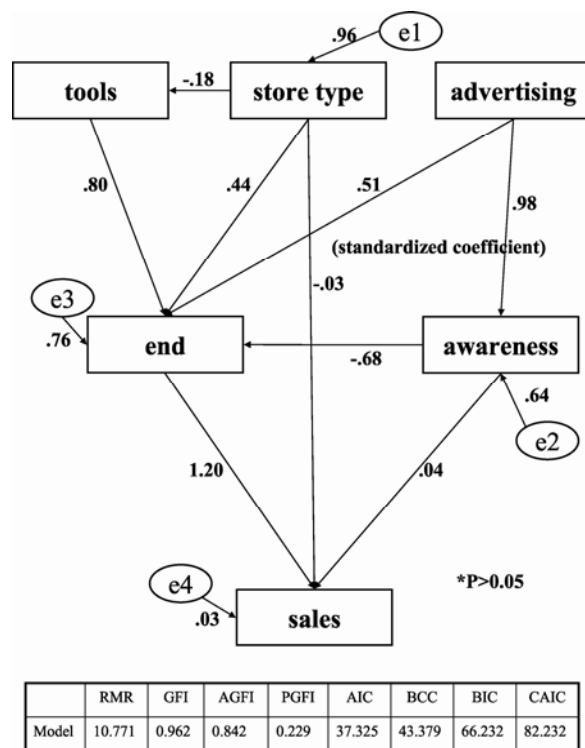 e1
.96
-.18
tools
store type
advertising
.80
.44
.51
.98
(standardized coefficient)
-.03
e3
.76
end
awareness
-.68
.64
e2
1.20
.04
e4
*P>0.05
.03
sales
RMR GFI AGFI PGFI AIC BCC BIC CAIC
Model 10.771 0.962 0.842 0.229 37.325 43.379 66.232 82.232